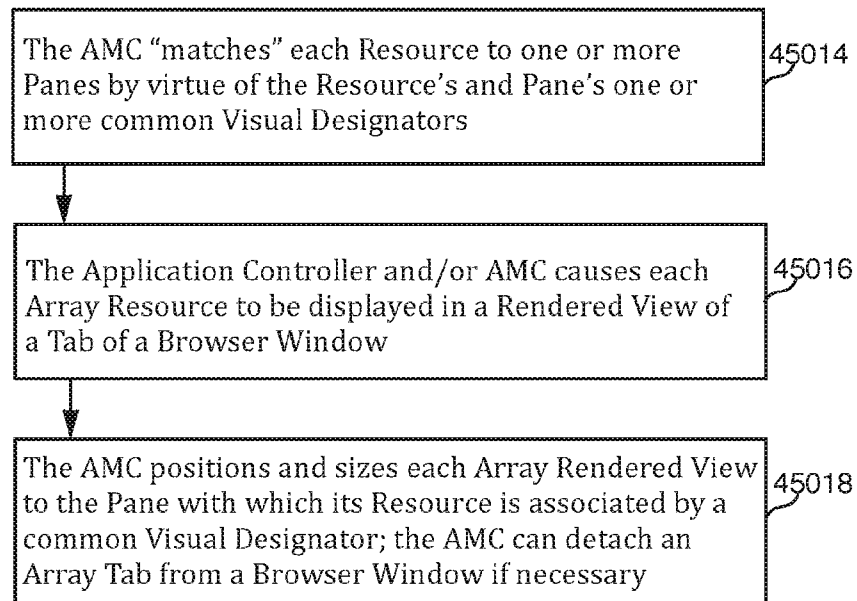 The AMC “matches” each Resource to one or more
Panes by virtue of the Resource’s and Pane’s one or
more common Visual Designators
45014
The Application Controller and/or AMC causes each
Array Resource to be displayed in a Rendered View of
a Tab of a Browser Window
45016
The AMC positions and sizes each Array Rendered View
to the Pane with which its Resource is associated by a
common Visual Designator; the AMC can detach an
Array Tab from a Browser Window if necessary
45018